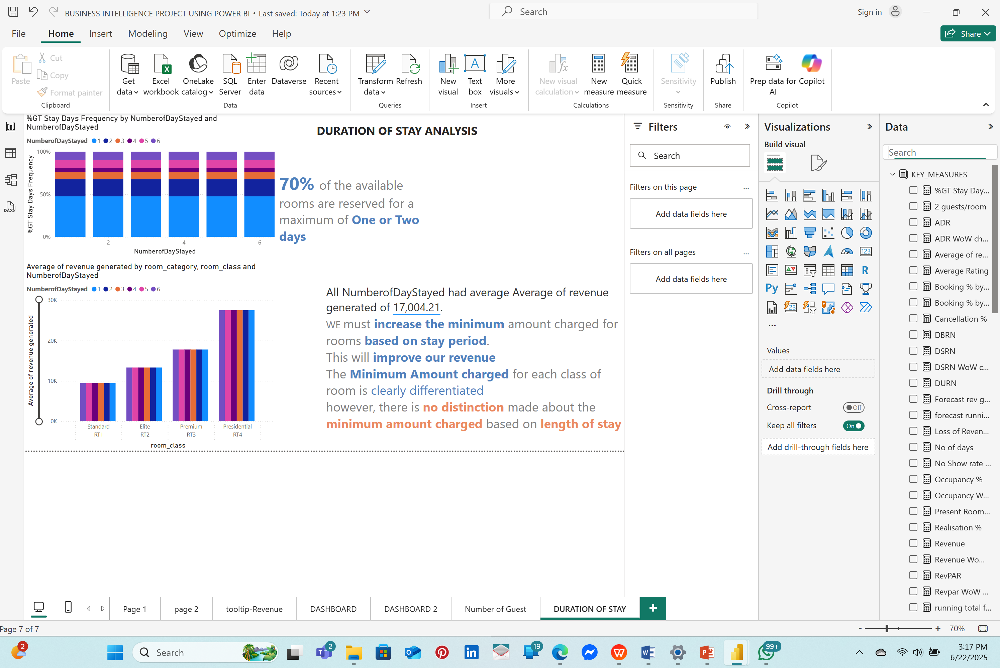 BUSINESS INTELLIGENCE PROJECT USING POWER BI • Last saved: Today at 1:23 PM
Search
Sign in
File
Home
Insert
Modeling
View
Optimize
Help
Share
Paste
Cut
Copy
Format painter
Clipboard
Get data
Excel workbook
OneLake catalog
SQL Server
Enter data
Dataverse
Recent sources
Data
Transform data
Refresh
Queries
New visual
Text box
More visuals
Insert
New visual calculation
New measure
Quick measure
Calculations
Sensitivity
Sensitivity
Publish
Share
Prep data for AI
Copilot
Copilot
%GT Stay Days Frequency by NumberofDayStayed and
NumberofDayStayed
NumberofDayStayed 1 2 3 4 5 6
%GT Stay Days Frequency
100%
50%
0%
2 4 6
NumberofDayStayed
DURATION OF STAY ANALYSIS
70% of the available
rooms are reserved for a
maximum of One or Two
days
Average of revenue generated by room_category, room_class and
NumberofDayStayed
NumberofDayStayed 1 2 3 4 5 6
Average of revenue generated
30K
20K
10K
0K
Standard Elite Premium Presidential
RT1 RT2 RT3 RT4
room_class
All NumberofDayStayed had average Average of revenue
generated of 17,004.21.
WE must increase the minimum amount charged for
rooms based on stay period.
This will improve our revenue
The Minimum Amount charged for each class of
room is clearly differentiated
however, there is no distinction made about the
minimum amount charged based on length of stay
Filters
Search
Filters on this page
...
Add data fields here
Filters on all pages
...
Add data fields here
Visualizations
Build visual
123
R
Py
123
...
Values
Add data fields here
Drill through
Cross-report
Off
Keep all filters
On
Add drill-through fields here
Data
Search
KEY_MEASURES
%GT Stay Day...
2 guests/room
ADR
ADR WoW ch...
Average of re...
Average Rating
Booking % by...
Booking % by...
Cancellation %
DBRN
DSRN
DSRN WoW c...
DURN
Forecast rev g...
forecast runni...
Loss of Reven...
No of days
No Show rate ...
Occupancy %
Occupancy W...
Present Room...
Realisation %
Revenue
Revenue Wo...
RevPAR
Revpar WoW ...
running total f...
DAX
Page 1
page 2
tooltip-Revenue
DASHBOARD
DASHBOARD 2
Number of Guest
DURATION OF STAY
+
Page 7 of 7
- + 70%
2
Search
2
19
99+
3:17 PM
6/22/2025